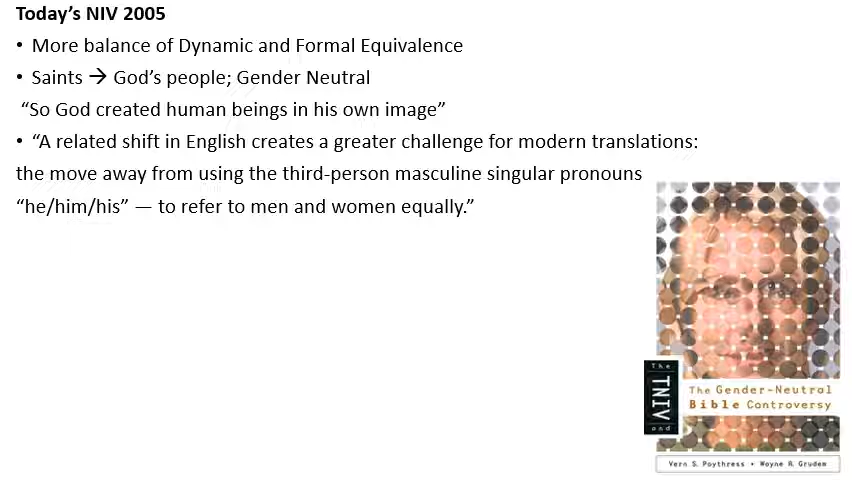 Today’s NIV 2005
• More balance of Dynamic and Formal Equivalence
• Saints → God’s people; Gender Neutral
“So God created human beings in his own image”
• “A related shift in English creates a greater challenge for modern translations:
the move away from using the third-person masculine singular pronouns
“he/him/his” — to refer to men and women equally.”
The
TNIV
and
The Gender-Neutral
Bible Controversy
Vern S. Poythress • Wayne A. Grudem